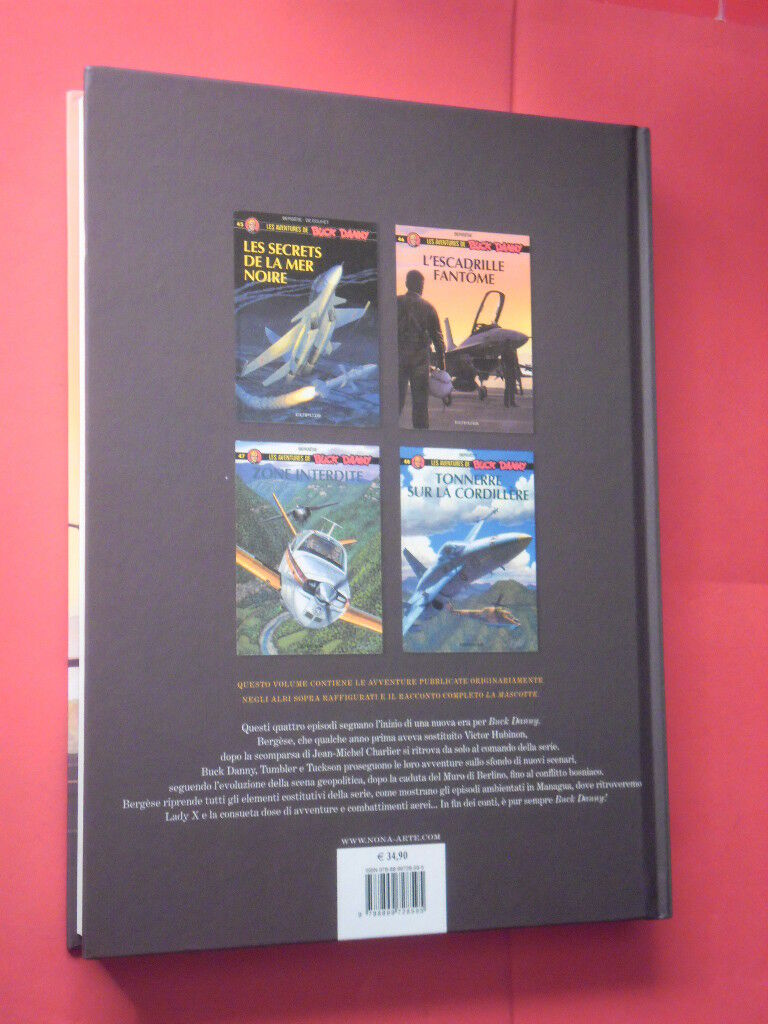 45
LES AVENTURES DE BUCK DANNY
LES SECRETS
DE LA MER
NOIRE
46
LES AVENTURES DE BUCK DANNY
L'ESCADRILLE
FANTÔME
47
LES AVENTURES DE BUCK DANNY
ZONE INTERDITE
48
LES AVENTURES DE BUCK DANNY
TONNERRE
SUR LA CORDILLÈRE
QUESTO VOLUME CONTIENE LE AVVENTURE PUBBLICATE ORIGINARIAMENTE
NEGLI ALBI SOPRA RAFFIGURATI E IL RACCONTO COMPLETO LA MASCOTTE.
Questi quattro episodi segnano l'inizio di una nuova era per Buck Danny.
Bergèse, che qualche anno prima aveva sostituito Victor Hubinon,
dopo la scomparsa di Jean-Michel Charlier si ritrova da solo al comando della serie.
Buck Danny, Tumbler e Tuckson proseguono le loro avventure sullo sfondo di nuovi scenari,
seguendo l'evoluzione della scena geopolitica, dopo la caduta del Muro di Berlino, fino al conflitto bosniaco.
Bergèse riprende tutti gli elementi costitutivi della serie, come mostrano gli episodi ambientati in Managua, dove ritroveremo
Lady X e la consueta dose di avventure e combattimenti aerei... In fin dei conti, è pur sempre Buck Danny!
WWW.NONA-ARTE.COM
€ 34,90